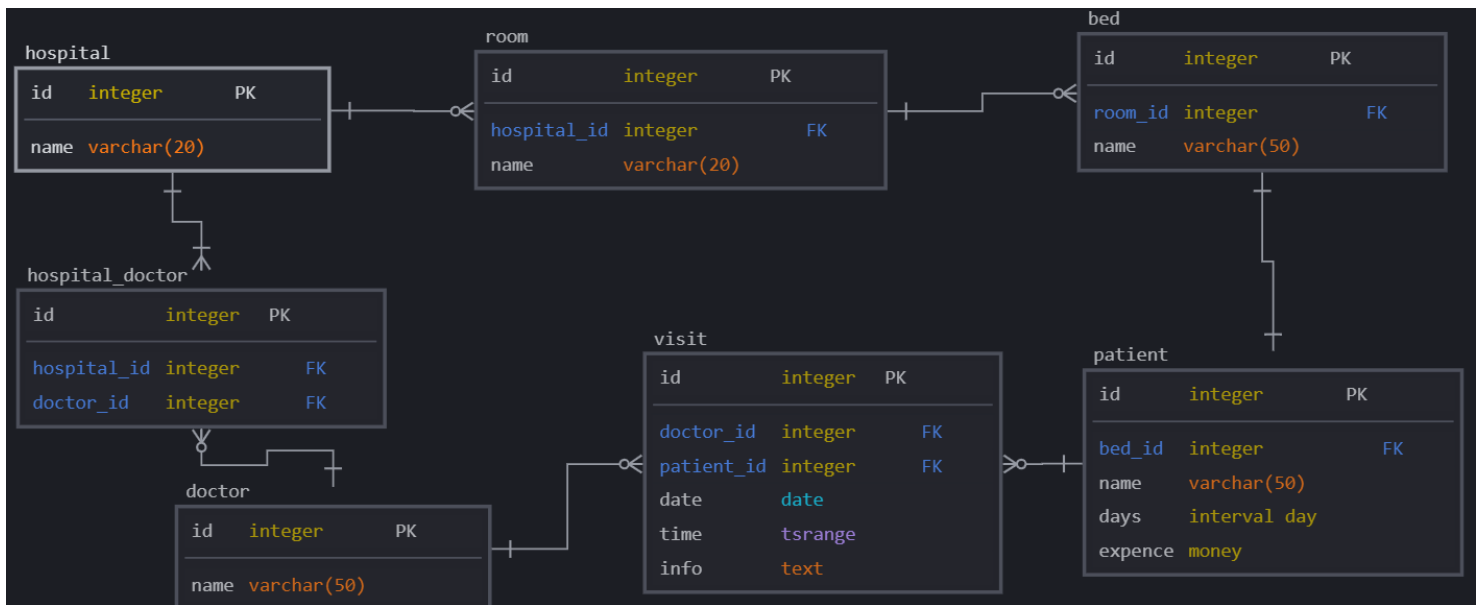 hospital
id integer PK
name varchar(20)
room
id integer PK
hospital_id integer FK
name varchar(20)
bed
id integer PK
room_id integer FK
name varchar(50)
hospital_doctor
id integer PK
hospital_id integer FK
doctor_id integer FK
visit
id integer PK
doctor_id integer FK
patient_id integer FK
date date
time tsrange
info text
patient
id integer PK
bed_id integer FK
name varchar(50)
days interval day
expence money
doctor
id integer PK
name varchar(50)